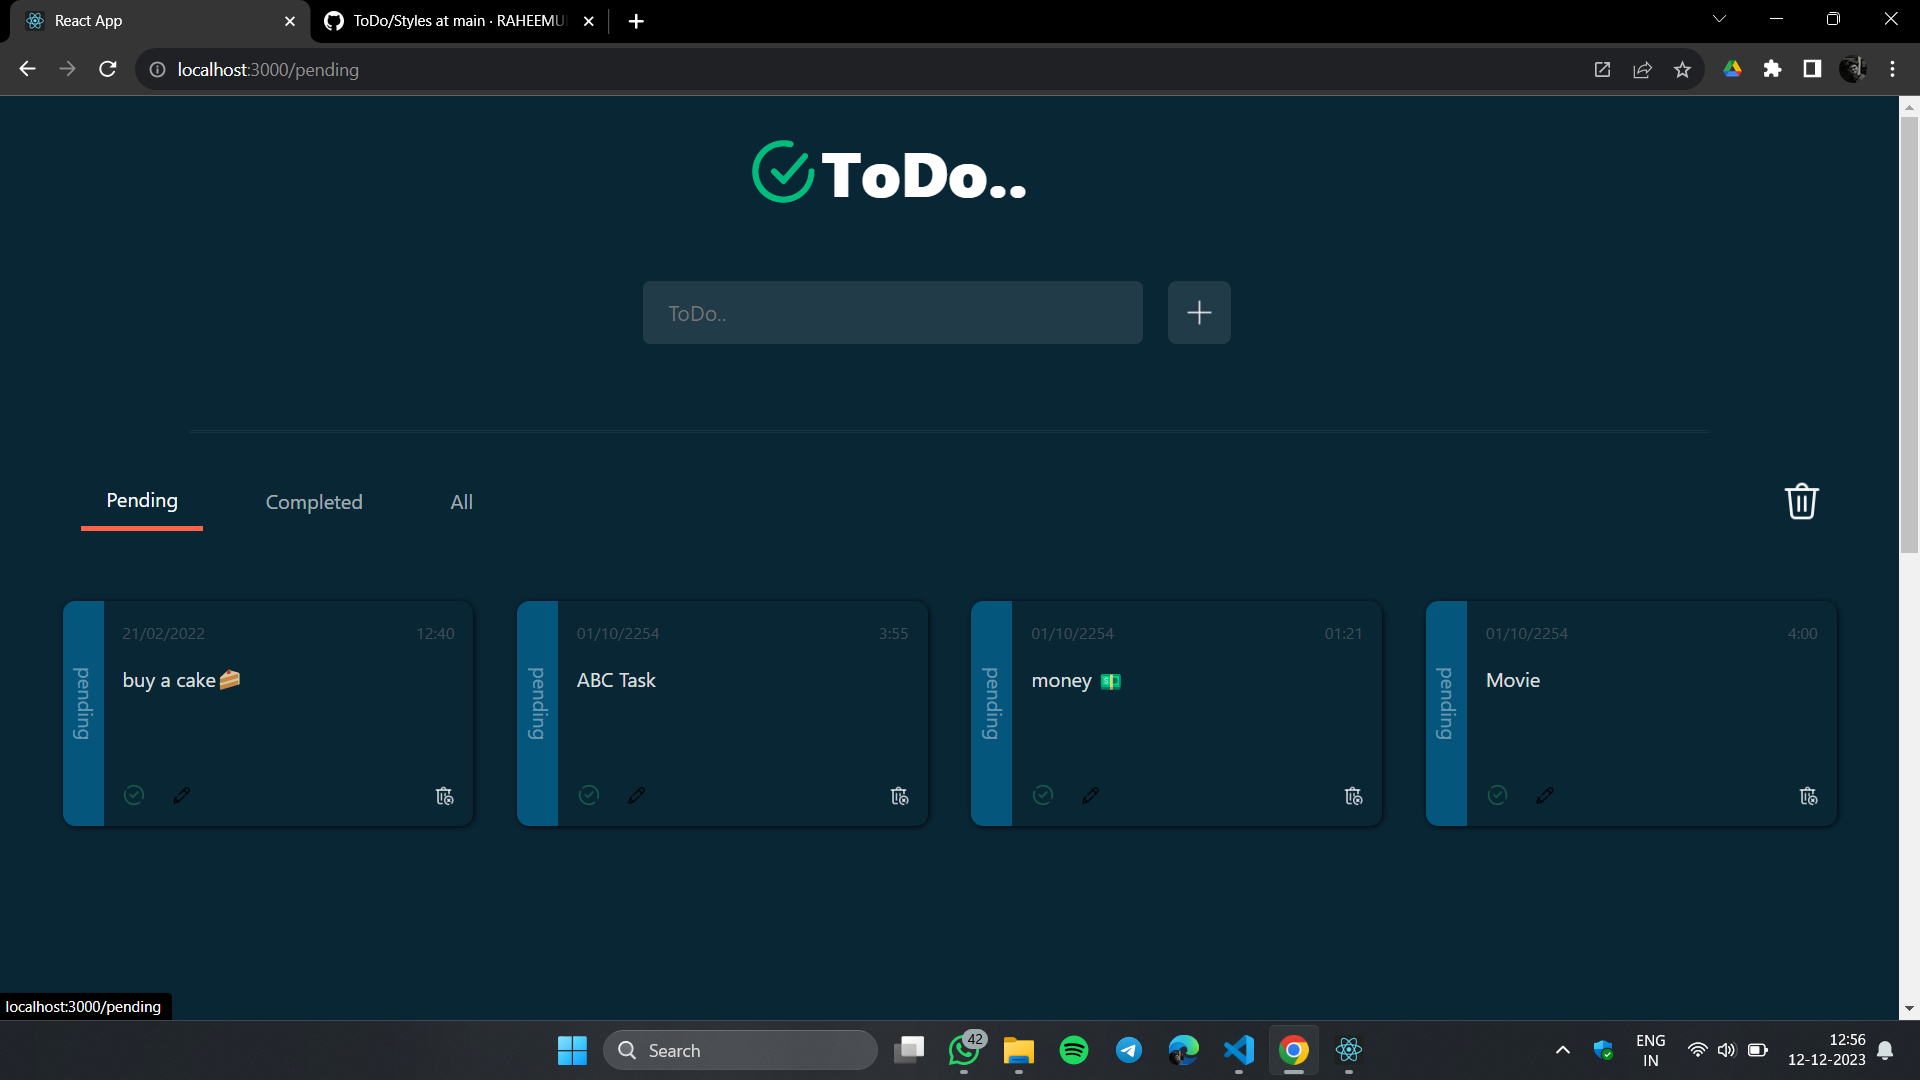 React App
ToDo/Styles at main · RAHEEMU
localhost:3000/pending
ToDo..
ToDo..
Pending
Completed
All
pending
21/02/2022
12:40
buy a cake🍰
pending
01/10/2254
3:55
ABC Task
pending
01/10/2254
01:21
money 💵
pending
01/10/2254
4:00
Movie
localhost:3000/pending
Search
42
ENG
IN
12:56
12-12-2023